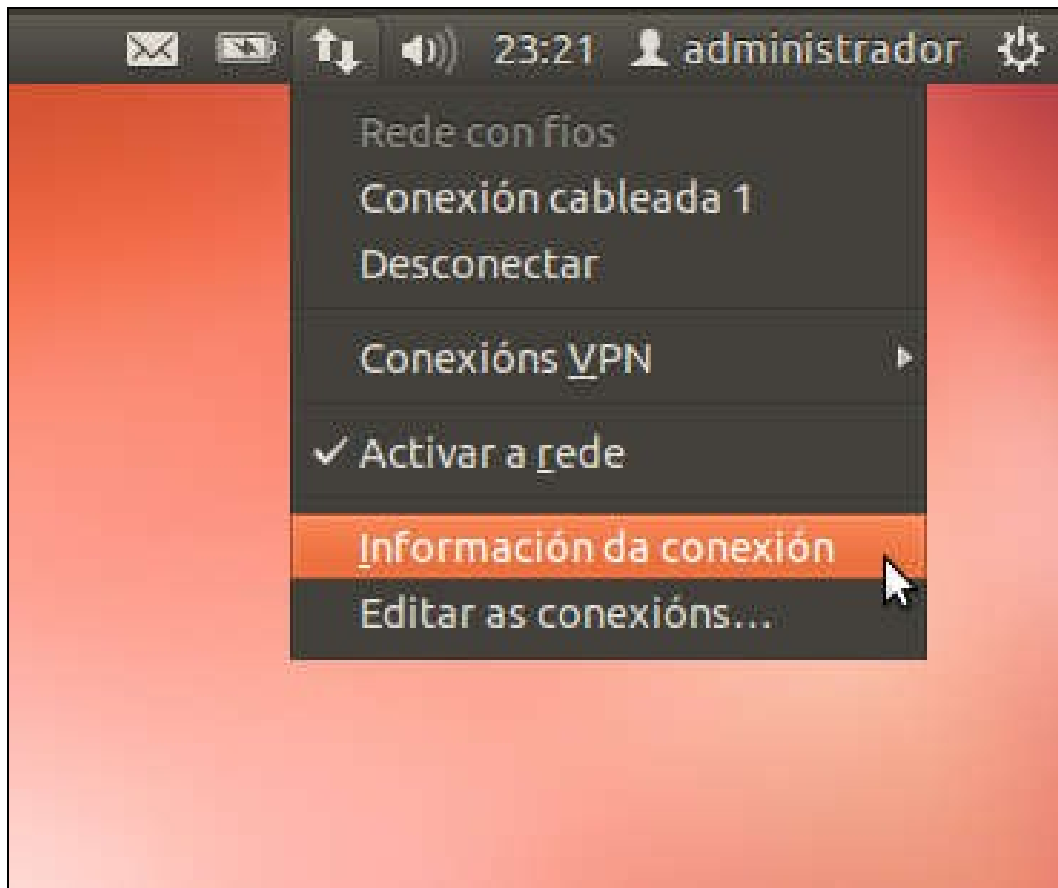 23:21 administrador
Rede con fios
Conexión cableada 1
Desconectar
Conexións VPN
Activar a rede
Información da conexión
Editar as conexións...